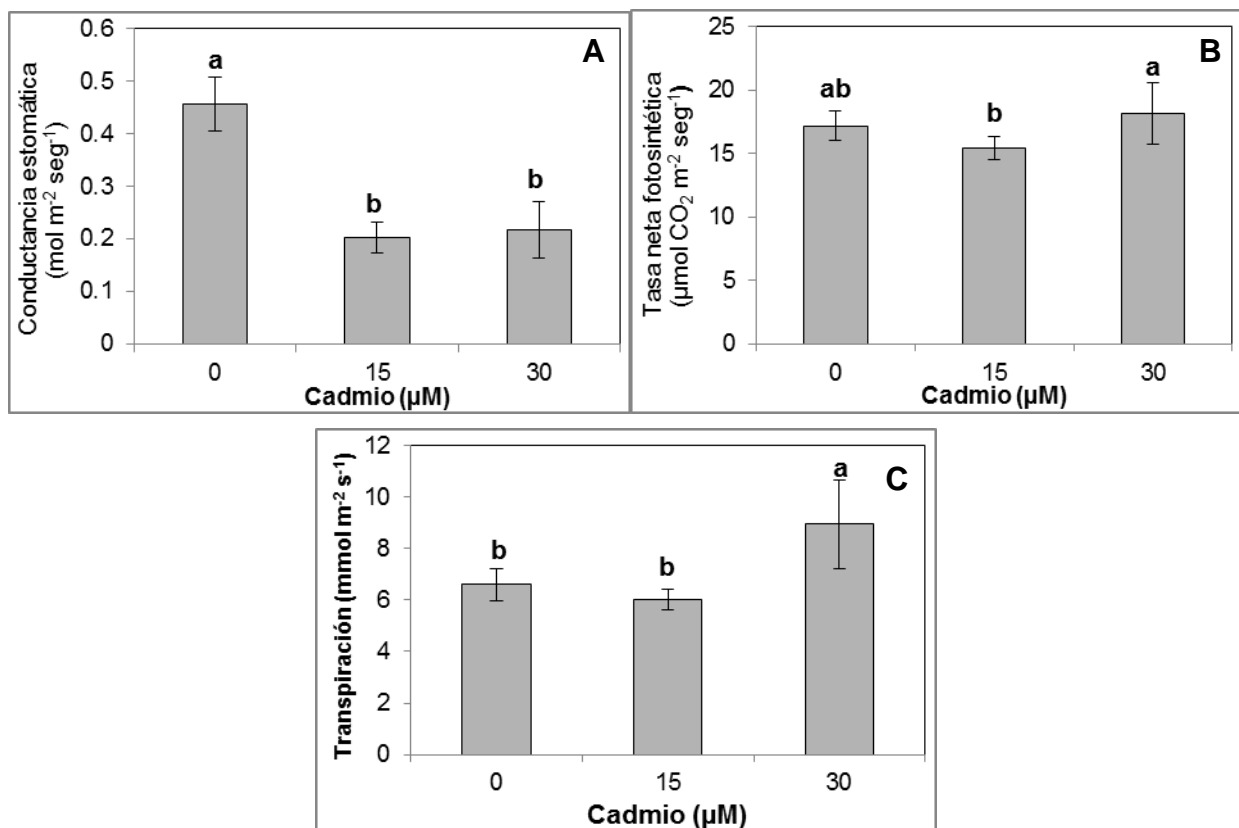 A
Conductancia estomática
(mol m⁻² seg⁻¹)
0.6
0.5
0.4
0.3
0.2
0.1
0
a
b
b
0 15 30
Cadmio (µM)
B
Tasa neta fotosintética
(µmol CO₂ m⁻² seg⁻¹)
25
20
15
10
5
0
ab
b
a
0 15 30
Cadmio (µM)
C
Transpiración (mmol m⁻² s⁻¹)
12
10
8
6
4
2
0
b
b
a
0 15 30
Cadmio (µM)